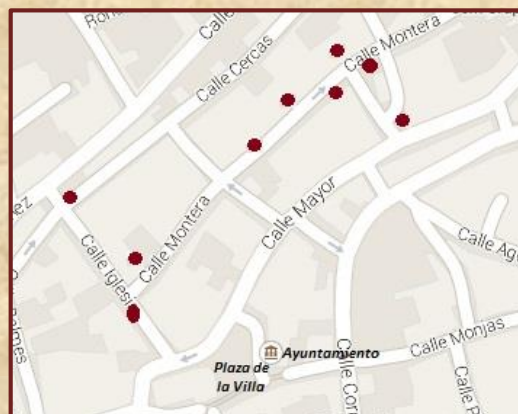 Calle Montera
Calle Cercas
Calle Mayor
Calle Montera
Calle Iglesia
Calle Monjas
Ayuntamiento
Plaza de
la Villa